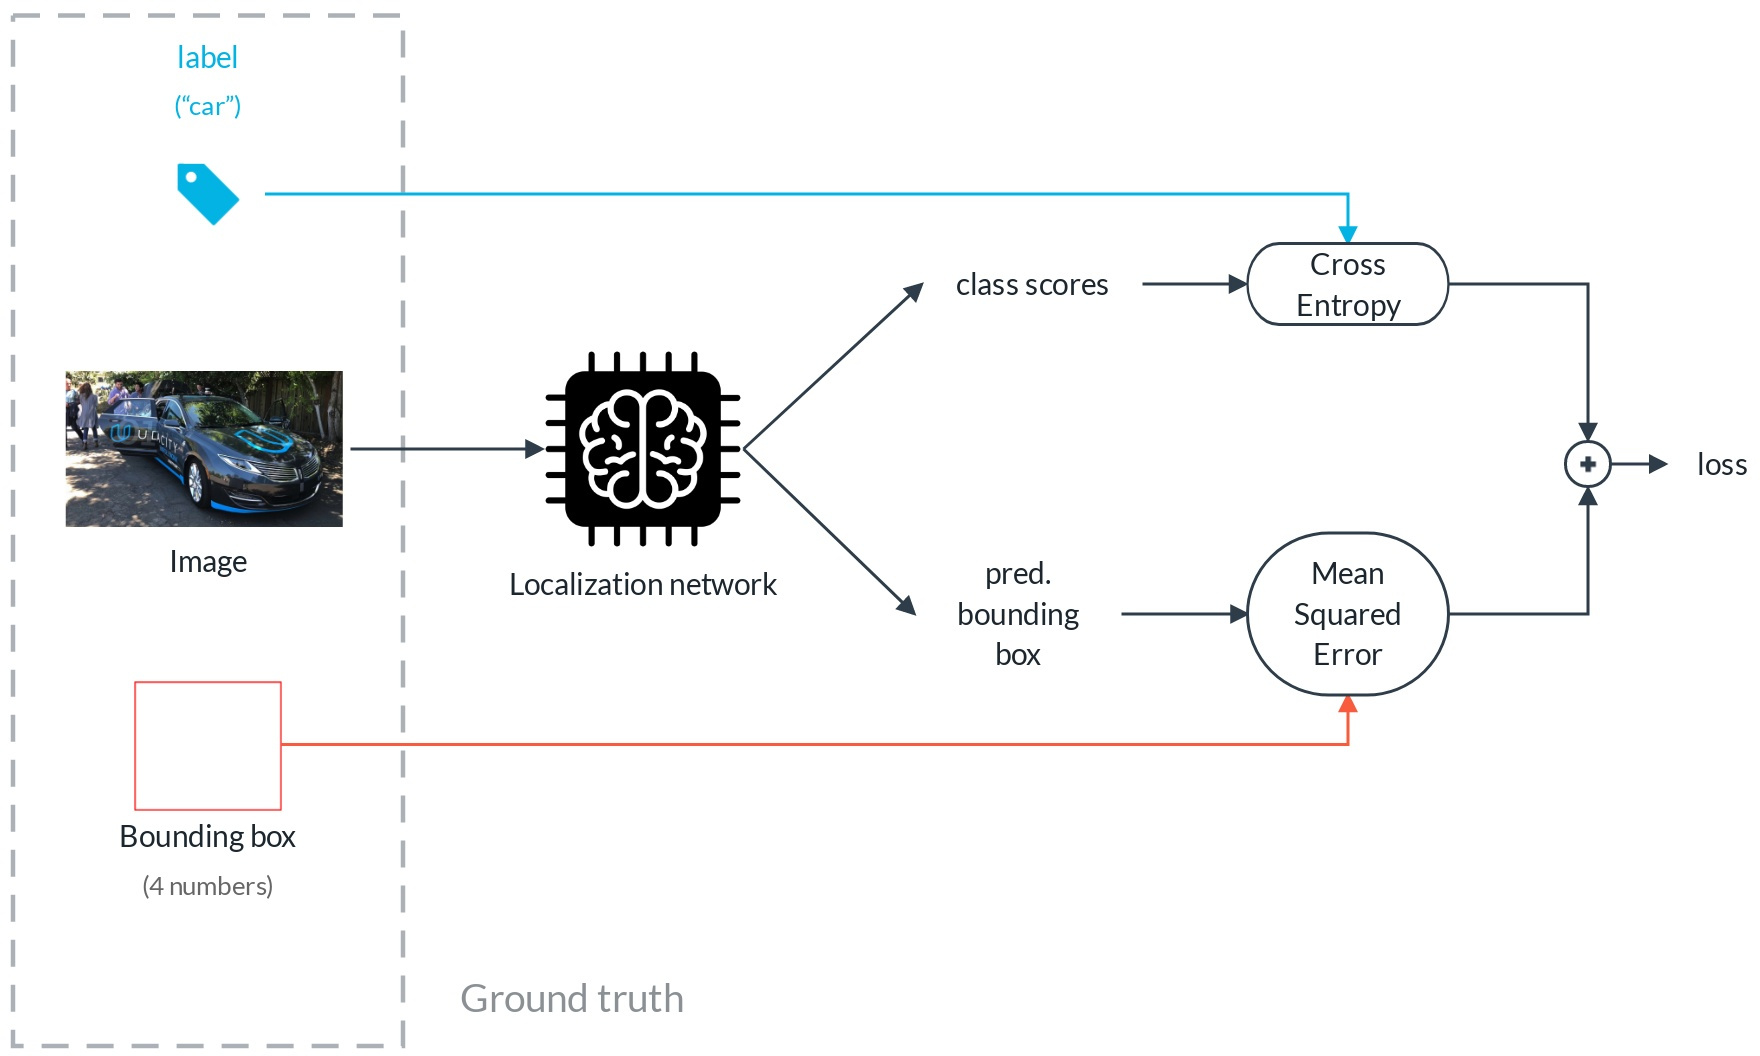 label
(“car”)
UDACITY
Image
Bounding box
(4 numbers)
Localization network
class scores
pred.
bounding
box
Cross
Entropy
Mean
Squared
Error
loss
Ground truth